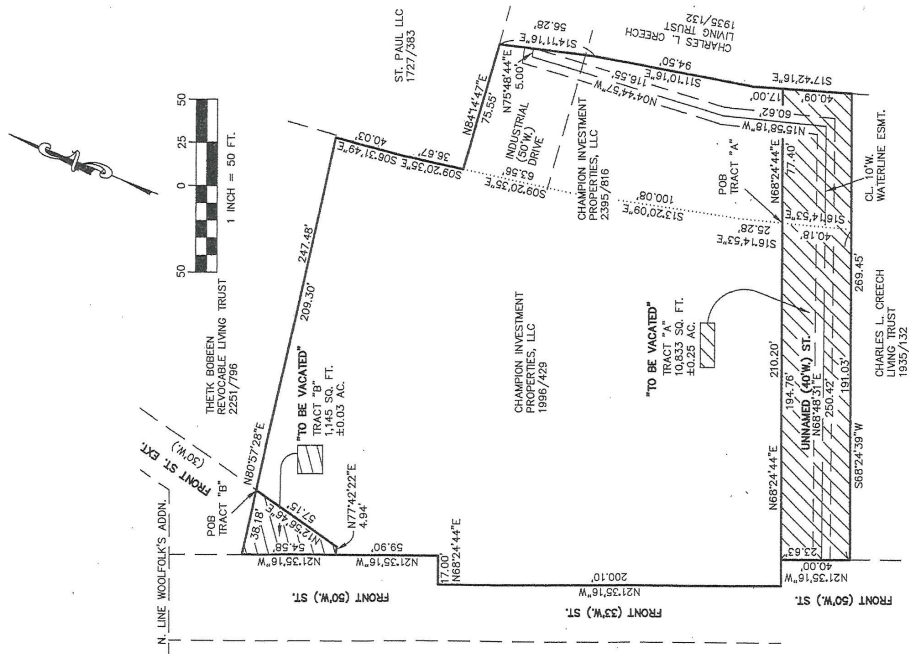 N. LINE WOOLFOLK'S ADDN.
FRONT ST. EXT.
(30'W.)
THETK BOBEEN
REVOCABLE LIVING TRUST
2251/796
50
0
50
1 INCH = 50 FT.
ST. PAUL LLC
1727/383
CHARLES L. CREECH
LIVING TRUST
1935/132
POB
TRACT "B"
N80°57'28"E
209.30'
247.48'
38.18'
54.58'
N12°56'46"E
57.15'
N77°42'22"E
4.94'
N21°35'16"W
N21°35'16"W
59.90'
17.00'
N68°24'44"E
"TO BE VACATED"
TRACT "B"
1,145 SQ. FT.
±0.03 AC.
40.03'
S06°31'49"E
36.67'
S09°20'35"E
N84°14'47"E
75.55'
56.28'
S14°11'16"E
N75°48'44"E
5.00'
94.50'
S11°10'16"E
116.55'
N04°44'57"W
S17°42'16"E
INDUSTRIAL
(50'W.)
DRIVE
63.56'
S09°20'35"E
CHAMPION INVESTMENT
PROPERTIES, LLC
2395/816
100.08'
S13°20'09"E
25.28'
S16°14'53"E
CHAMPION INVESTMENT
PROPERTIES, LLC
1996/429
"TO BE VACATED"
TRACT "A"
10,833 SQ. FT.
±0.25 AC.
POB
TRACT "A"
N68°24'44"E
77.40'
17.00'
40.09'
60.62'
N15°58'18"W
S16°14'53"E
40.18'
CL 10'W.
WATERLINE ESMT.
FRONT (50'W.) ST.
FRONT (33'W.) ST.
200.10'
N21°35'16"W
N68°24'44"E
210.20'
194.76'
UNNAMED (40'W.) ST.
N68°48'31"E
250.42'
191.03'
23.63'
40.00'
N21°35'16"W
FRONT (50'W.) ST.
S68°24'39"W
269.45'
CHARLES L. CREECH
LIVING TRUST
1935/132